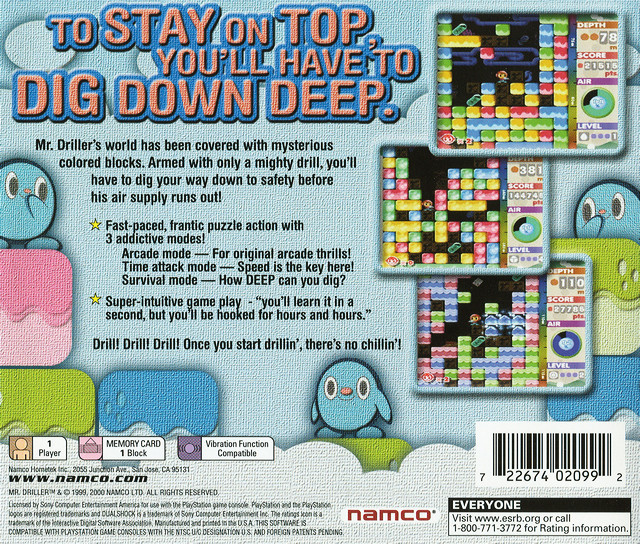 TO STAY ON TOP,
YOU'LL HAVE TO
DIG DOWN DEEP.
Mr. Driller's world has been covered with mysterious
colored blocks. Armed with only a mighty drill, you'll
have to dig your way down to safety before
his air supply runs out!
Fast-paced, frantic puzzle action with
3 addictive modes!
Arcade mode — For original arcade thrills!
Time attack mode — Speed is the key here!
Survival mode — How DEEP can you dig?
Super-intuitive game play - “you'll learn it in a
second, but you'll be hooked for hours and hours.”
Drill! Drill! Drill! Once you start drillin', there's no chillin'!
DEPTH
78
m
SCORE
21616
pts.
AIR
LEVEL
1
DEPTH
381
m
SCORE
144748
pts
AIR
LEVEL
DEPTH
110
m
SCORE
27786
pts.
AIR
LEVEL
1
Player
MEMORY CARD
1 Block
Vibration Function
Compatible
Namco Hometek Inc., 2055 Junction Ave., San Jose, CA 95131
www.namco.com
MR. DRILLER™ & © 1999, 2000 NAMCO LTD. ALL RIGHTS RESERVED.
Licensed by Sony Computer Entertainment America for use with the PlayStation game console. PlayStation and the PlayStation
logos are registered trademarks and DUALSHOCK is a trademark of Sony Computer Entertainment Inc. The ratings icon is a
trademark of the Interactive Digital Software Association. Manufactured and printed in the U.S.A. THIS SOFTWARE IS
COMPATIBLE WITH PLAYSTATION GAME CONSOLES WITH THE NTSC U/C DESIGNATION U.S. AND FOREIGN PATENTS PENDING.
namco®
7 22674 02099 2
EVERYONE
Visit www.esrb.org or call
1-800-771-3772 for Rating information.